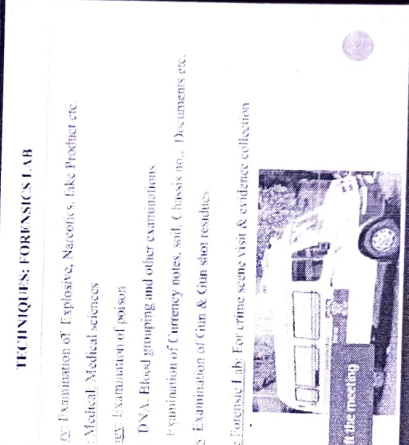 TECHNIQUES: FORENSICS LAB
Examination of Explosive, Narcotics, fake Product etc.
Medical: Medical sciences
Examination of poison
DNA, Blood grouping and other examinations
Examination of Currency notes, soil, Chassis no., Documents etc.
Examination of Gun & Gun shot residues
Forensic Lab: For crime scene visit & evidence collection
the meeting